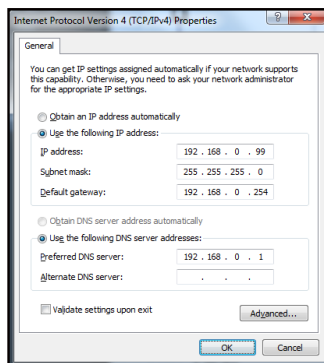 Internet Protocol Version 4 (TCP/IPv4) Properties
General
You can get IP settings assigned automatically if your network supports
this capability. Otherwise, you need to ask your network administrator
for the appropriate IP settings.
Obtain an IP address automatically
Use the following IP address:
IP address: 192 . 168 . 0 . 99
Subnet mask: 255 . 255 . 255 . 0
Default gateway: 192 . 168 . 0 . 254
Obtain DNS server address automatically
Use the following DNS server addresses:
Preferred DNS server: 192 . 168 . 0 . 1
Alternate DNS server: . . .
Validate settings upon exit
Advanced...
OK Cancel